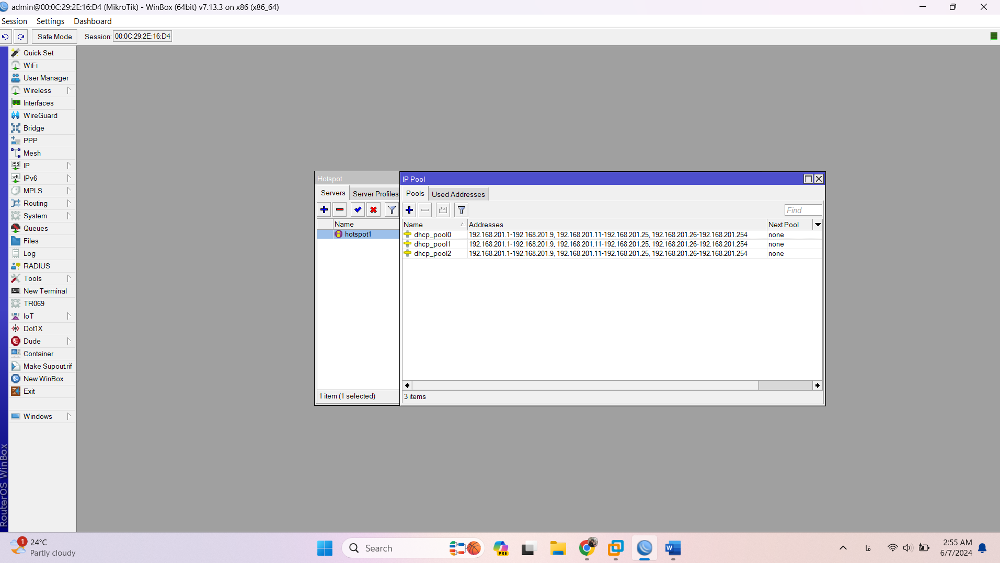 admin@00:0C:29:2E:16:D4 (MikroTik) - WinBox (64bit) v7.13.3 on x86 (x86_64)
Session Settings Dashboard
Safe Mode Session: 00:0C:29:2E:16:D4
Quick Set
WiFi
User Manager
Wireless
Interfaces
WireGuard
Bridge
PPP
Mesh
IP
IPv6
MPLS
Routing
System
Queues
Files
Log
RADIUS
Tools
New Terminal
TR069
IoT
Dot1X
Dude
Container
Make Supout.rif
New WinBox
Exit
Windows
RouterOS WinBox
Hotspot
Servers Server Profiles
Name
hotspot1
1 item (1 selected)
IP Pool
Pools Used Addresses
Find
Name Addresses Next Pool
dhcp_pool0 192.168.201.1-192.168.201.9, 192.168.201.11-192.168.201.25, 192.168.201.26-192.168.201.254 none
dhcp_pool1 192.168.201.1-192.168.201.9, 192.168.201.11-192.168.201.25, 192.168.201.26-192.168.201.254 none
dhcp_pool2 192.168.201.1-192.168.201.9, 192.168.201.11-192.168.201.25, 192.168.201.26-192.168.201.254 none
3 items
1
24°C
Partly cloudy
Search
PRE
W
فا
2:55 AM
6/7/2024